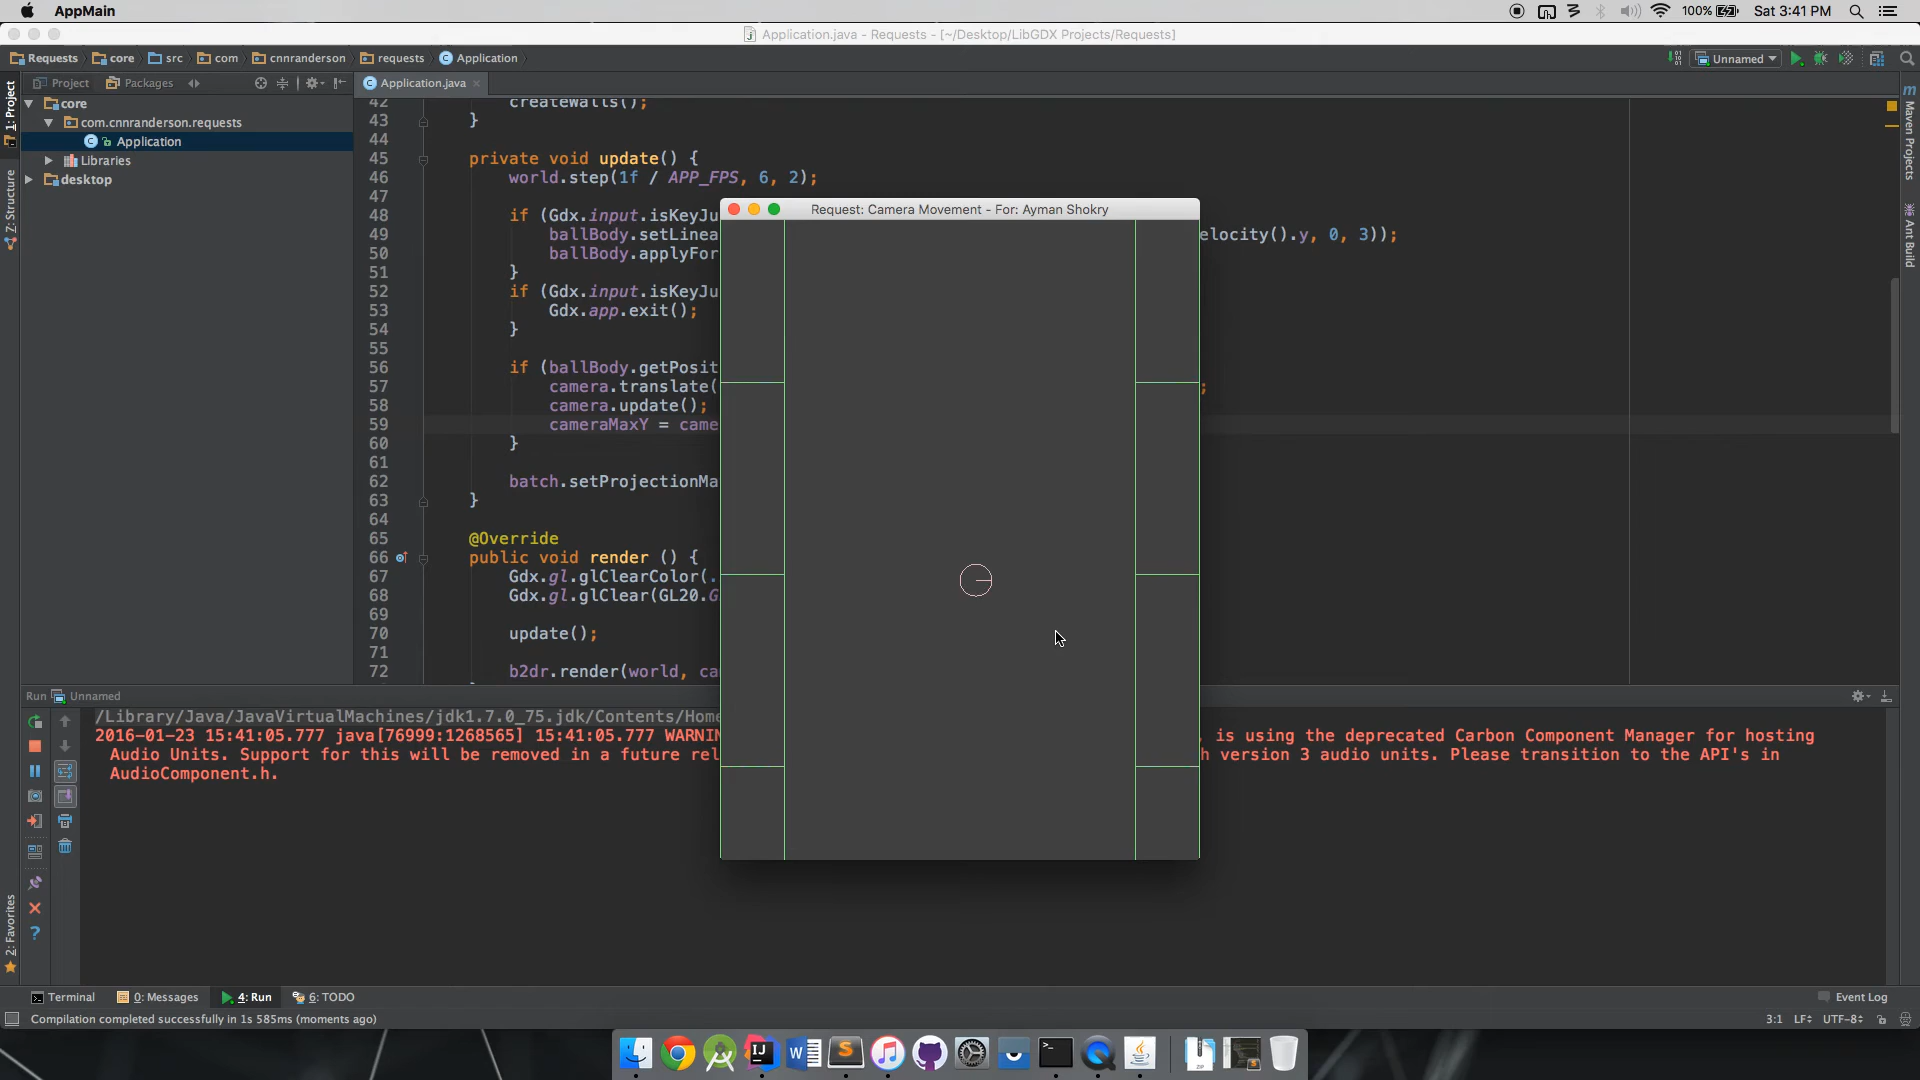 AppMain
100%
Sat 3:41 PM
Application.java - Requests - [~/Desktop/LibGDX Projects/Requests]
Requests
core
src
com
cnnranderson
requests
Application
Unnamed
Project
Packages
Application.java
1: Project
Z: Structure
2: Favorites
Maven Projects
Ant Build
core
com.cnnranderson.requests
Application
Libraries
desktop
42 createWalls();
43 }
44
45 private void update() {
46 world.step(1f / APP_FPS, 6, 2);
47
48 if (Gdx.input.isKeyJu
49 ballBody.setLinea elocity().y, 0, 3));
50 ballBody.applyFor
51 }
52 if (Gdx.input.isKeyJu
53 Gdx.app.exit();
54 }
55
56 if (ballBody.getPosit
57 camera.translate( ;
58 camera.update();
59 cameraMaxY = came
60 }
61
62 batch.setProjectionMa
63 }
64
65 @Override
66 public void render () {
67 Gdx.gl.glClearColor(.
68 Gdx.gl.glClear(GL20.G
69
70 update();
71
72 b2dr.render(world, ca
Request: Camera Movement - For: Ayman Shokry
Run Unnamed
/Library/Java/JavaVirtualMachines/jdk1.7.0_75.jdk/Contents/Home
2016-01-23 15:41:05.777 java[76999:1268565] 15:41:05.777 WARNIN , is using the deprecated Carbon Component Manager for hosting
Audio Units. Support for this will be removed in a future rel h version 3 audio units. Please transition to the API's in
AudioComponent.h.
Terminal
0: Messages
4: Run
6: TODO
Event Log
Compilation completed successfully in 1s 585ms (moments ago)
3:1
LF
UTF-8